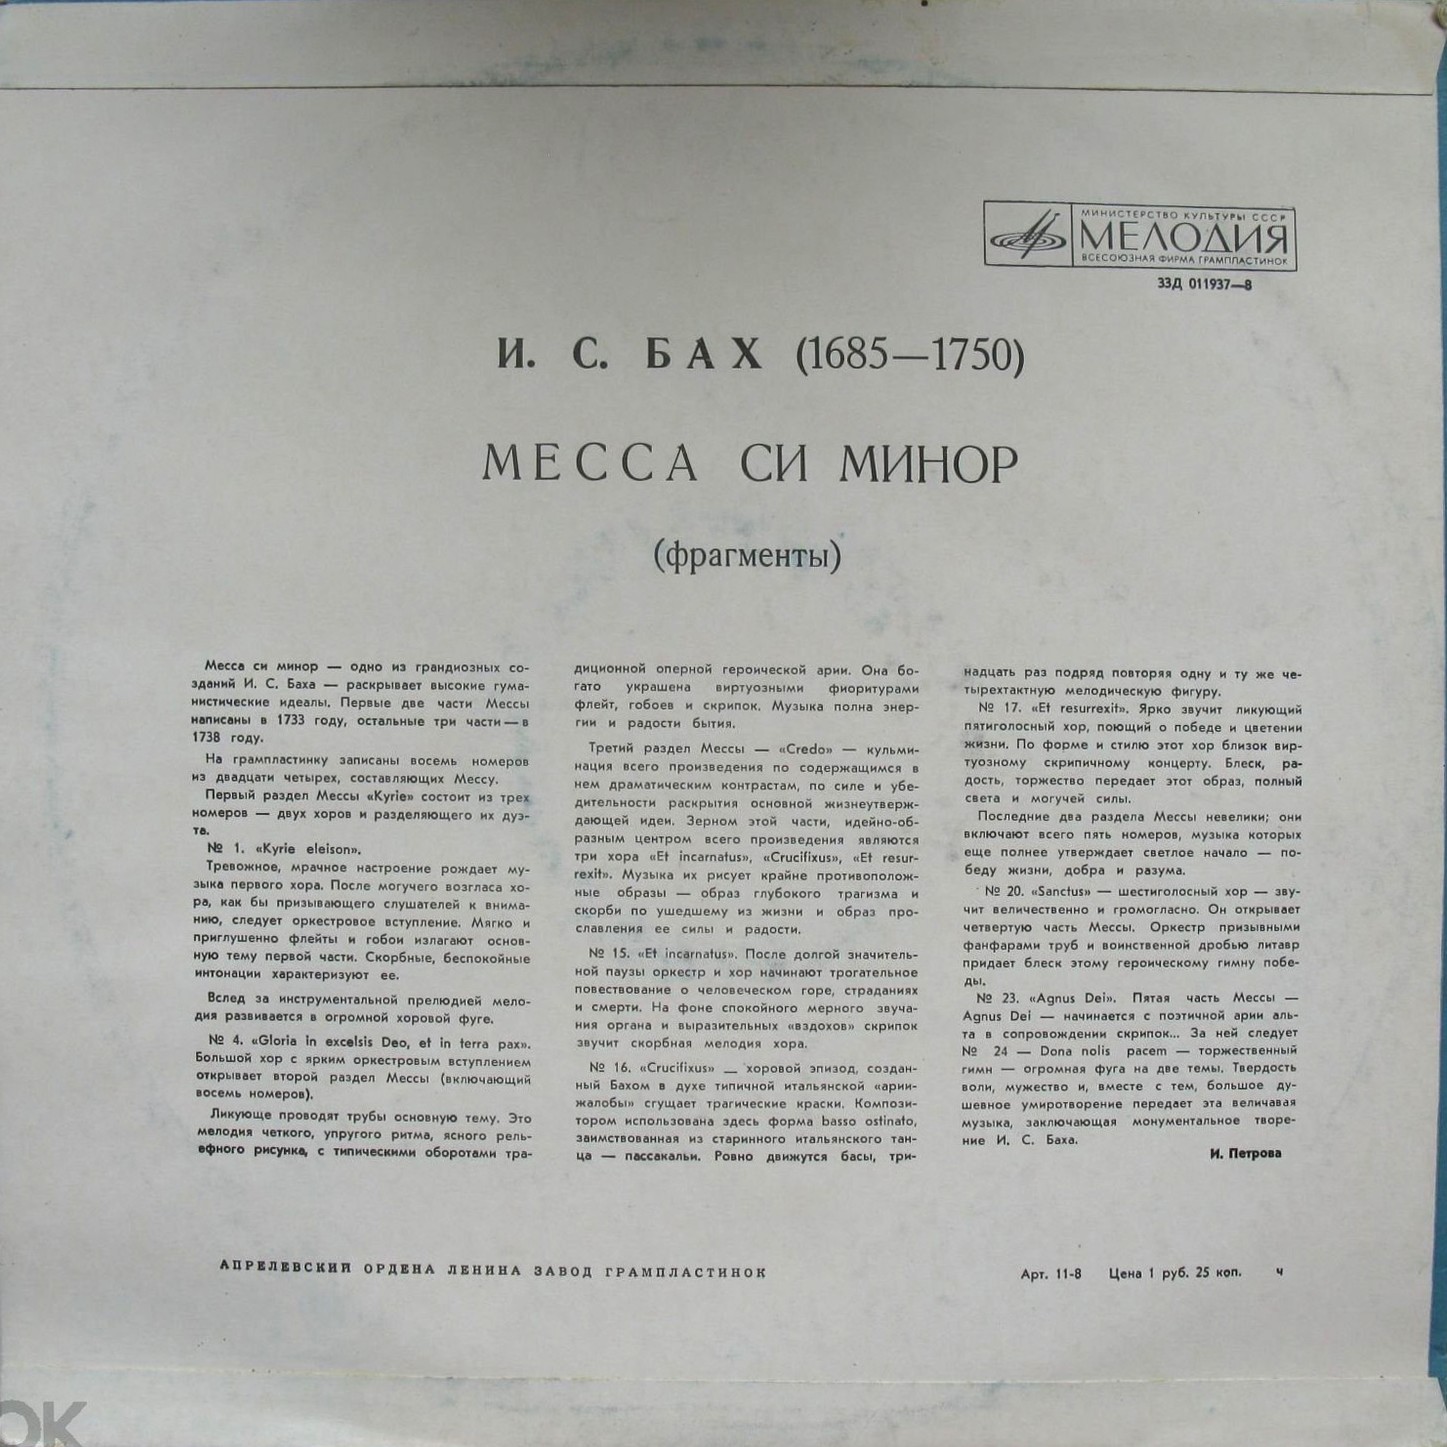 МИНИСТЕРСТВО КУЛЬТУРЫ СССР
МЕЛОДИЯ
ВСЕСОЮЗНАЯ ФИРМА ГРАМПЛАСТИНОК
33Д 011937—8
И. С. БАХ (1685—1750)
МЕССА СИ МИНОР
(фрагменты)
Месса си минор — одно из грандиозных со-
зданий И. С. Баха — раскрывает высокие гума-
нистические идеалы. Первые две части Мессы
написаны в 1733 году, остальные три части — в
1738 году.
На грампластинку записаны восемь номеров
из двадцати четырех, составляющих Мессу.
Первый раздел Мессы «Kyrie» состоит из трех
номеров — двух хоров и разделяющего их дуэ-
та.
№ 1. «Kyrie eleison».
Тревожное, мрачное настроение рождает му-
зыка первого хора. После могучего возгласа хо-
ра, как бы призывающего слушателей к внима-
нию, следует оркестровое вступление. Мягко и
приглушенно флейты и гобои излагают основ-
ную тему первой части. Скорбные, беспокойные
интонации характеризуют ее.
Вслед за инструментальной прелюдией мело-
дия развивается в огромной хоровой фуге.
№ 4. «Gloria in excelsis Deo, et in terra pax».
Большой хор с ярким оркестровым вступлением
открывает второй раздел Мессы (включающий
восемь номеров).
Ликующе проводят трубы основную тему. Это
мелодия четкого, упругого ритма, ясного рель-
ефного рисунка, с типическими оборотами тра-
диционной оперной героической арии. Она бо-
гато украшена виртуозными фиоритурами
флейт, гобоев и скрипок. Музыка полна энер-
гии и радости бытия.
Третий раздел Мессы — «Credo» — кульми-
нация всего произведения по содержащимся в
нем драматическим контрастам, по силе и убе-
дительности раскрытия основной жизнеутверж-
дающей идеи. Зерном этой части, идейно-об-
разным центром всего произведения являются
три хора «Et incarnatus», «Crucifixus», «Et resur-
rexit». Музыка их рисует крайне противополож-
ные образы — образ глубокого трагизма и
скорби по ушедшему из жизни и образ про-
славления ее силы и радости.
№ 15. «Et incarnatus». После долгой значитель-
ной паузы оркестр и хор начинают трогательное
повествование о человеческом горе, страданиях
и смерти. На фоне спокойного мерного звуча-
ния органа и выразительных «вздохов» скрипок
звучит скорбная мелодия хора.
№ 16. «Crucifixus» — хоровой эпизод, создан-
ный Бахом в духе типичной итальянской «арии-
жалобы» сгущает трагические краски. Компози-
тором использована здесь форма basso ostinato,
заимствованная из старинного итальянского тан-
ца — пассакальи. Ровно движутся басы, три-
надцать раз подряд повторяя одну и ту же че-
тырехтактную мелодическую фигуру.
№ 17. «Et resurrexit». Ярко звучит ликующий
пятиголосный хор, поющий о победе и цветении
жизни. По форме и стилю этот хор близок вир-
туозному скрипичному концерту. Блеск, ра-
дость, торжество передает этот образ, полный
света и могучей силы.
Последние два раздела Мессы невелики; они
включают всего пять номеров, музыка которых
еще полнее утверждает светлое начало — по-
беду жизни, добра и разума.
№ 20. «Sanctus» — шестиголосный хор — зву-
чит величественно и громогласно. Он открывает
четвертую часть Мессы. Оркестр призывными
фанфарами труб и воинственной дробью литавр
придает блеск этому героическому гимну побе-
ды.
№ 23. «Agnus Dei». Пятая часть Мессы —
Agnus Dei — начинается с поэтичной арии аль-
та в сопровождении скрипок... За ней следует
№ 24 — Dona nolis pacem — торжественный
гимн — огромная фуга на две темы. Твердость
воли, мужество и, вместе с тем, большое ду-
шевное умиротворение передает эта величавая
музыка, заключающая монументальное творе-
ние И. С. Баха.
И. Петрова
АПРЕЛЕВСКИЙ ОРДЕНА ЛЕНИНА ЗАВОД ГРАМПЛАСТИНОК
Арт. 11-8 Цена 1 руб. 25 коп. ч
ОК